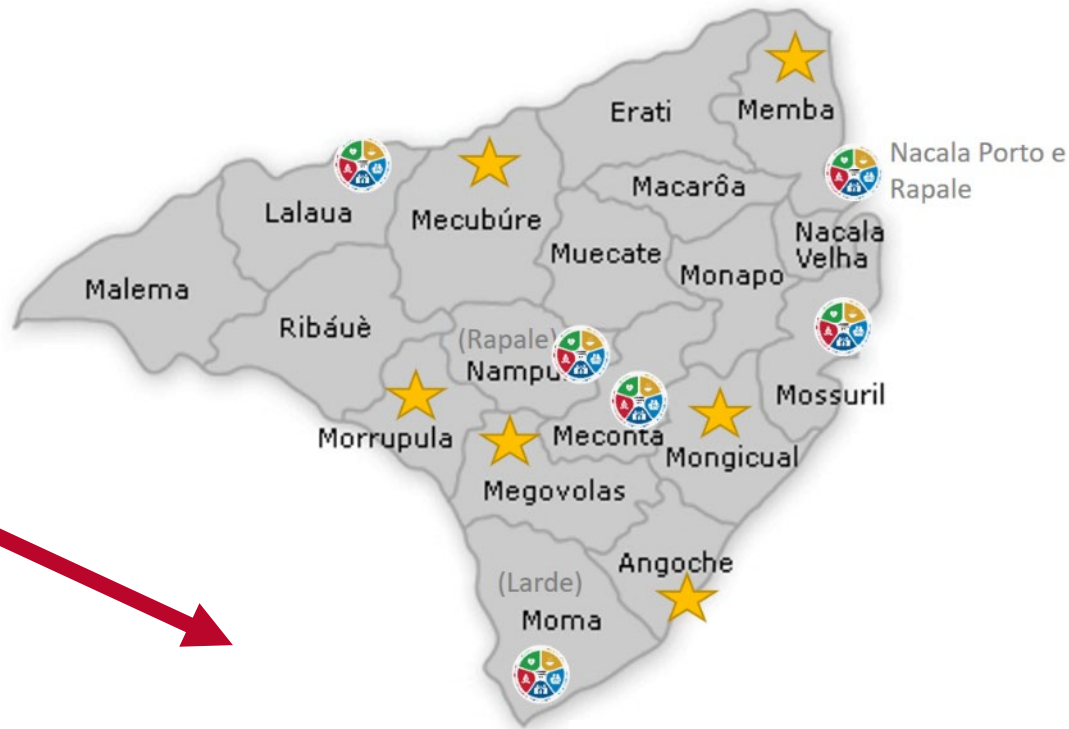 Erati
Memba
Nacala Porto e
Rapale
Lalaua
Mecubúre
Macarôa
Muecate
Monapo
Nacala
Velha
Malema
Ribáuè
(Rapale)
Mossuril
Morrupula
Meconta
Mongicual
Megovolas
Angoche
(Larde)
Moma